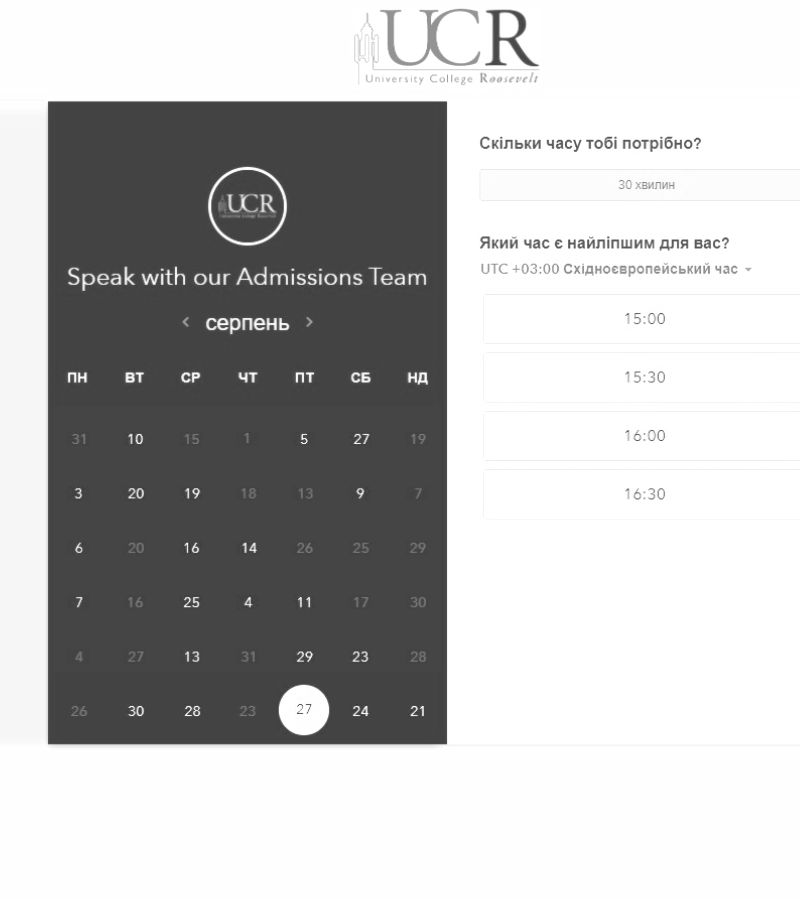 UCR
University College Roosevelt
UCR
University College Roosevelt
Speak with our Admissions Team
< серпень >
ПН ВТ СР ЧТ ПТ СБ НД
31 10 15 1 5 27 19
3 20 19 18 13 9 7
6 20 16 14 26 25 29
7 16 25 4 11 17 30
4 27 13 31 29 23 28
26 30 28 23 27 24 21
Скільки часу тобі потрібно?
30 хвилин
Який час є найліпшим для вас?
UTC +03:00 Східноєвропейський час
15:00
15:30
16:00
16:30